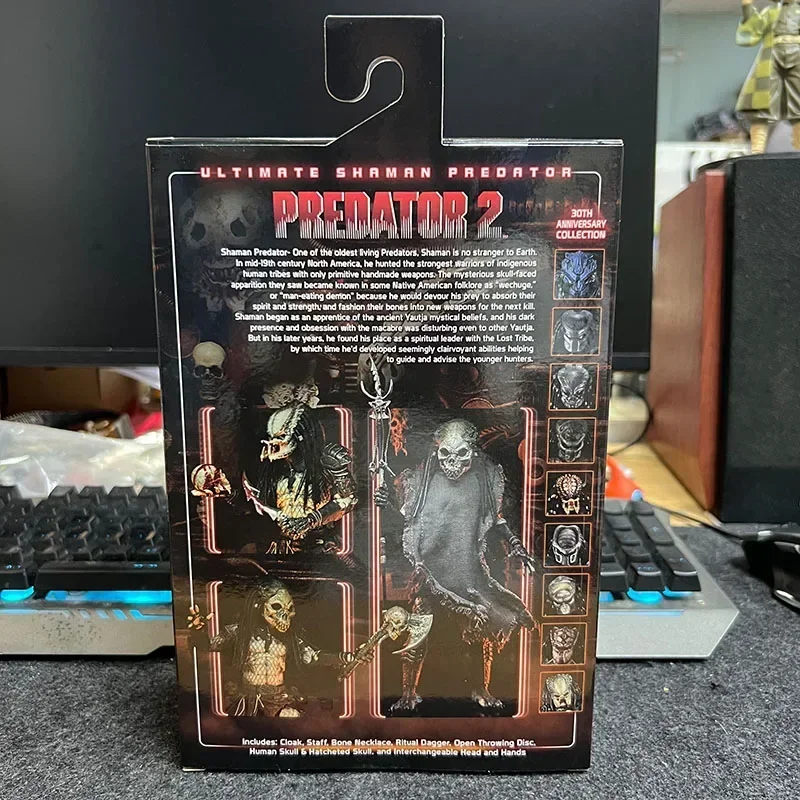 ULTIMATE SHAMAN PREDATOR
PREDATOR 2
30TH
ANNIVERSARY
COLLECTION
Shaman Predator- One of the oldest living Predators, Shaman is no stranger to Earth.
In mid-19th century North America, he hunted the strongest warriors of indigenous
human tribes with only primitive handmade weapons. The mysterious skull-faced
apparition they saw became known in some Native American folklore as "wechuge,"
or "man-eating demon" because he would devour his prey to absorb their
spirit and strength, and fashion their bones into new weapons for the next kill.
Shaman began as an apprentice of the ancient Yautja mystical beliefs, and his dark
presence and obsession with the macabre was disturbing even to other Yautja.
But in his later years, he found his place as a spiritual leader with the Lost Tribe,
by which time he'd developed seemingly clairvoyant abilities helping
to guide and advise the younger hunters.
Includes: Cloak, Staff, Bone Necklace, Ritual Dagger, Open Throwing Disc,
Human Skull & Hatcheted Skull, and Interchangeable Head and Hands